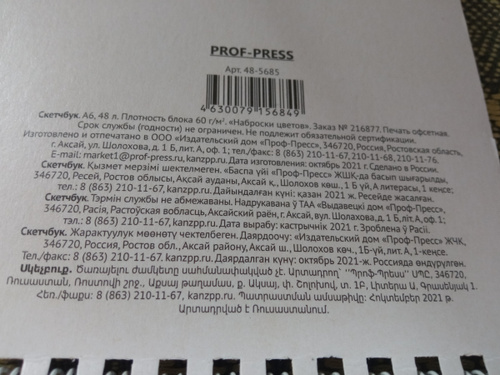 PROF-PRESS
Арт. 48-5685
4630079156849
Скетчбук. А6, 48 л. Плотность блока 60 г/м². «Наброски цветов». Заказ № 216877. Печать офсетная.
Срок службы (годности) не ограничен. Не подлежит обязательной сертификации.
Изготовлено и отпечатано в ООО «Издательский дом «Проф-Пресс», 346720, Россия, Ростовская область,
г. Аксай, ул. Шолохова, д. 1 Б, лит. А, оф. 1; тел./факс: 8 (863) 210-11-67, 210-11-68, 210-11-76.
E-mail: market1@prof-press.ru, kanzpp.ru. Дата изготовления: октябрь 2021 г. Сделано в России.
Скетчбук. Қызмет мерзімі шектелмеген. «Баспа үйі «Проф-Пресс» ЖШҚ-да басып шығарылды,
346720, Ресей, Ростов облысы, Ақсай ауданы, Ақсай қ., Шолохов көш., 1 Б үй, А литерасы, 1 кеңсе;
тел.: 8 (863) 210-11-67, kanzpp.ru. Дайындалған күні: қазан 2021 ж. Ресейде жасалған.
Скетчбук. Тэрмін службы не абмежаваны. Надрукавана ў ТАА «Выдавецкі дом «Проф-Пресс»,
346720, Расія, Растоўская вобласць, Аксайскі раён, г. Аксай, вул. Шолахава, д. 1 Б, літ. А, оф. 1;
тэл.: 8 (863) 210-11-67, kanzpp.ru. Дата вырабу: кастрычнік 2021 г. Зроблена ў Расіі.
Скетчбук. Жарактуулук мөөнөтү чектелбеген. Даярдоочу: «Издательский дом «Проф-Пресс» ЖЧК,
346720, Россия, Ростов обл., Аксай району, Аксай ш., Шолохов көч., 1Б-үй, лит. А, 1-кеңсе.
Тел./факс: 8 (863) 210-11-67, kanzpp.ru. Даярдалган күнү: октябрь 2021-ж. Россияда өндүрүлгөн.
Սկետբուք. Ծառայելու ժամկետը սահմանափակված չէ. Արտադրող՝ "Պրոֆ-Պրեսս" ՍՊԸ, 346720,
Ռուսաստան, Ռոստովի շրջ., Աքսայ թաղամաս, ք. Աքսայ, փ. Շոլոխով, տ. 1Բ, Լիտերա Ա, Գրասենյակ 1.
Հեռ./ֆաքս: 8 (863) 210-11-67, kanzpp.ru. Պատրաստման ամսաթիվը: Հոկտեմբեր 2021 թ.
Արտադրված է Ռուսաստանում.